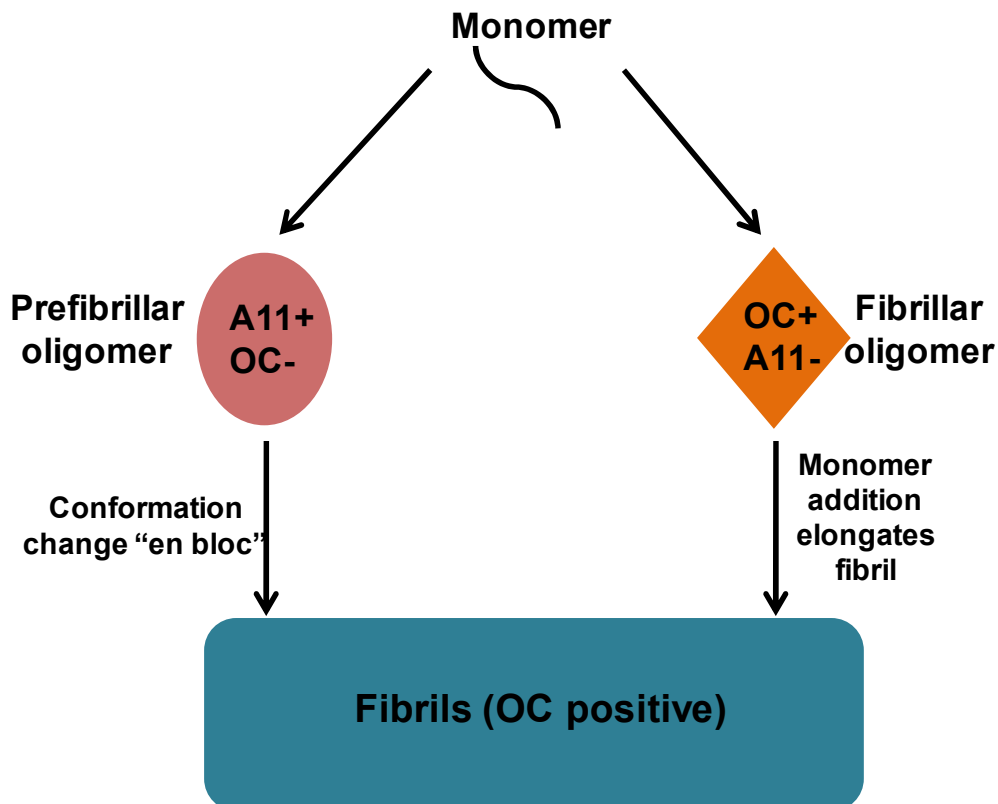 Monomer
Prefibrillar
oligomer
A11+
OC-
OC+
A11-
Fibrillar
oligomer
Conformation
change “en bloc”
Monomer
addition
elongates
fibril
Fibrils (OC positive)